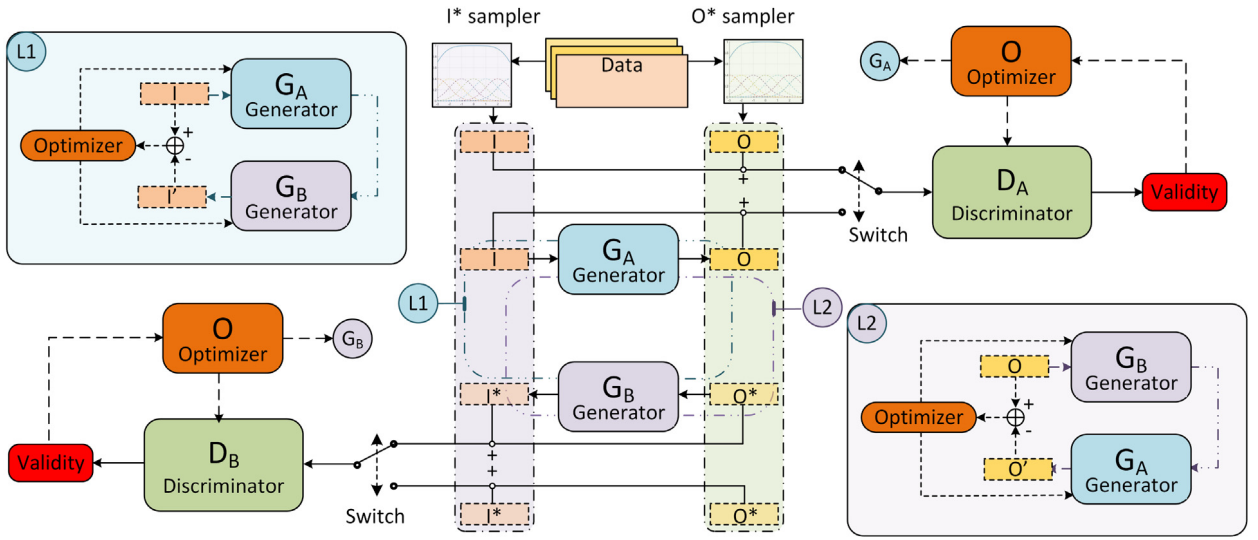 I* sampler
O* sampler
L1
G_A
Generator
I
Optimizer
+
-
I'
G_B
Generator
Data
G_A
O
Optimizer
I
O
+
D_A
Discriminator
Validity
+
Switch
I
G_A
Generator
O
L1
L2
O
Optimizer
G_B
I*
G_B
Generator
O*
L2
G_B
Generator
O
Optimizer
+
-
O'
G_A
Generator
Validity
D_B
Discriminator
+
+
Switch
I*
O*